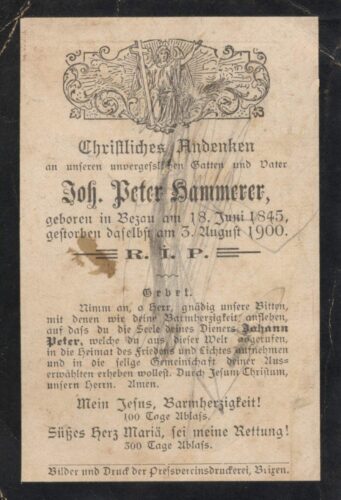 Christliches Andenken
an unseren unvergeßlichen Gatten und Vater
Joh. Peter Hammerer,
geboren in Bezau am 18. Juni 1845,
gestorben daselbst am 3. August 1900.
R. I. P.
Gebet.
Nimm an, o Herr, gnädig unsere Bitten,
mit denen wir deine Barmherzigkeit anflehen,
auf daß du die Seele deines Dieners Johann
Peter, welche du aus dieser Welt abgerufen,
in die Heimat des Friedens und Lichtes aufnehmen
und in die selige Gemeinschaft deiner Aus-
erwählten erheben wollest. Durch Jesum Christum,
unsern Herrn. Amen.
Mein Jesus, Barmherzigkeit!
100 Tage Ablass.
Süßes Herz Mariä, sei meine Rettung!
300 Tage Ablass.
Bilder und Druck der Pressvereinsdruckerei, Brixen.